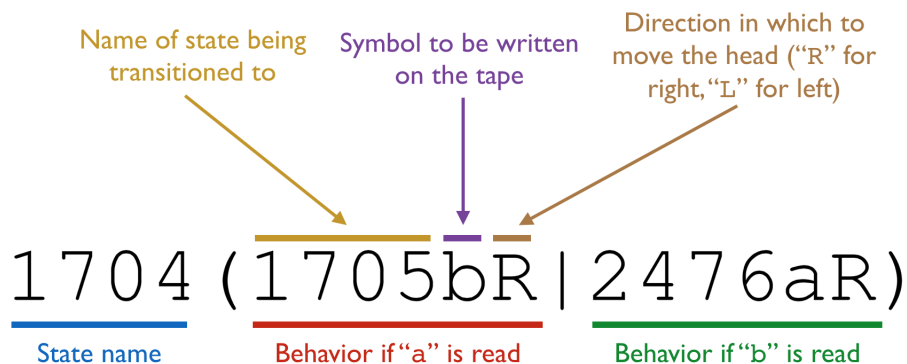 Name of state being
transitioned to
Symbol to be written
on the tape
Direction in which to
move the head (“R” for
right, “L” for left)
1704(1705bR|2476aR)
State name
Behavior if “a” is read
Behavior if “b” is read